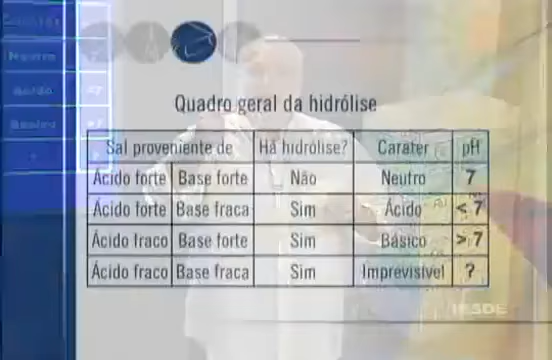 Quadro geral da hidrólise
Sal proveniente de Há hidrólise? Caráter pH
Ácido forte Base forte Não Neutro 7
Ácido forte Base fraca Sim Ácido < 7
Ácido fraco Base forte Sim Básico > 7
Ácido fraco Base fraca Sim Imprevisível ?
IESDE